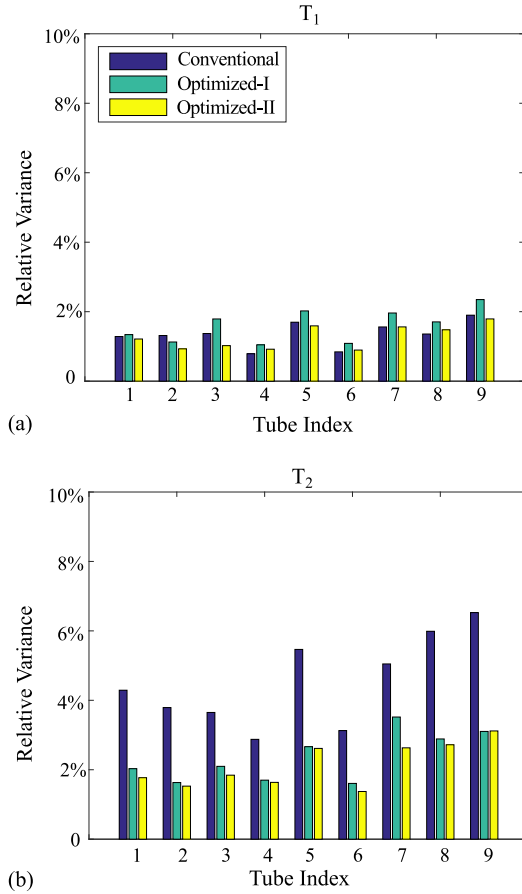 T1
10%
8%
6%
4%
2%
0
Relative Variance
Conventional
Optimized-I
Optimized-II
1 2 3 4 5 6 7 8 9
(a)
Tube Index
T2
10%
8%
6%
4%
2%
0
Relative Variance
1 2 3 4 5 6 7 8 9
(b)
Tube Index